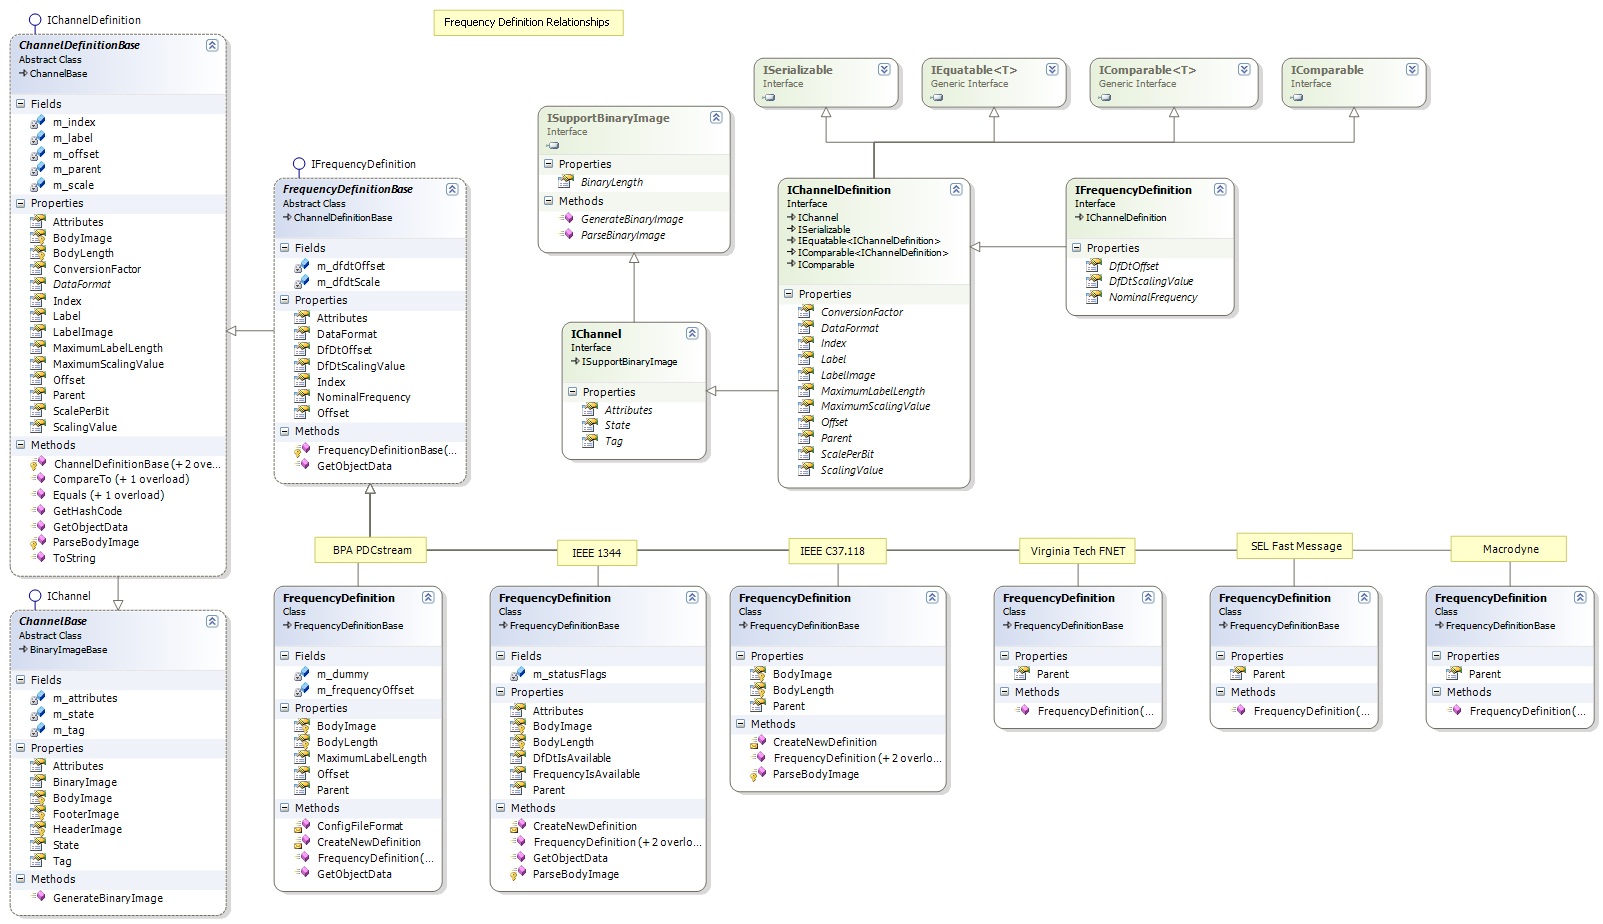 Frequency Definition Relationships
IChannelDefinition
ChannelDefinitionBase
Abstract Class
ChannelBase
Fields
m_index
m_label
m_offset
m_parent
m_scale
Properties
Attributes
BodyImage
BodyLength
ConversionFactor
DataFormat
Index
Label
LabelImage
MaximumLabelLength
MaximumScalingValue
Offset
Parent
ScalePerBit
ScalingValue
Methods
ChannelDefinitionBase (+ 2 ove...
CompareTo (+ 1 overload)
Equals (+ 1 overload)
GetHashCode
GetObjectData
ParseBodyImage
ToString
IChannel
ChannelBase
Abstract Class
BinaryImageBase
Fields
m_attributes
m_state
m_tag
Properties
Attributes
BinaryImage
BodyImage
FooterImage
HeaderImage
State
Tag
Methods
GenerateBinaryImage
IFrequencyDefinition
FrequencyDefinitionBase
Abstract Class
ChannelDefinitionBase
Fields
m_dfdtOffset
m_dfdtScale
Properties
Attributes
DataFormat
DfDtOffset
DfDtScalingValue
Index
NominalFrequency
Offset
Methods
FrequencyDefinitionBase(...
GetObjectData
ISupportBinaryImage
Interface
Properties
BinaryLength
Methods
GenerateBinaryImage
ParseBinaryImage
IChannel
Interface
ISupportBinaryImage
Properties
Attributes
State
Tag
ISerializable
Interface
IEquatable<T>
Generic Interface
IComparable<T>
Generic Interface
IComparable
Interface
IChannelDefinition
Interface
IChannel
ISerializable
IEquatable<IChannelDefinition>
IComparable<IChannelDefinition>
IComparable
Properties
ConversionFactor
DataFormat
Index
Label
LabelImage
MaximumLabelLength
MaximumScalingValue
Offset
Parent
ScalePerBit
ScalingValue
IFrequencyDefinition
Interface
IChannelDefinition
Properties
DfDtOffset
DfDtScalingValue
NominalFrequency
BPA PDCstream
FrequencyDefinition
Class
FrequencyDefinitionBase
Fields
m_dummy
m_frequencyOffset
Properties
BodyImage
BodyLength
MaximumLabelLength
Offset
Parent
Methods
ConfigFileFormat
CreateNewDefinition
FrequencyDefinition(...
GetObjectData
IEEE 1344
FrequencyDefinition
Class
FrequencyDefinitionBase
Fields
m_statusFlags
Properties
Attributes
BodyImage
BodyLength
DfDtIsAvailable
FrequencyIsAvailable
Parent
Methods
CreateNewDefinition
FrequencyDefinition (+ 2 overlo...
GetObjectData
ParseBodyImage
IEEE C37.118
FrequencyDefinition
Class
FrequencyDefinitionBase
Properties
BodyImage
BodyLength
Parent
Methods
CreateNewDefinition
FrequencyDefinition (+ 2 overlo...
ParseBodyImage
Virginia Tech FNET
FrequencyDefinition
Class
FrequencyDefinitionBase
Properties
Parent
Methods
FrequencyDefinition(...
SEL Fast Message
FrequencyDefinition
Class
FrequencyDefinitionBase
Properties
Parent
Methods
FrequencyDefinition(...
Macrodyne
FrequencyDefinition
Class
FrequencyDefinitionBase
Properties
Parent
Methods
FrequencyDefinition(...